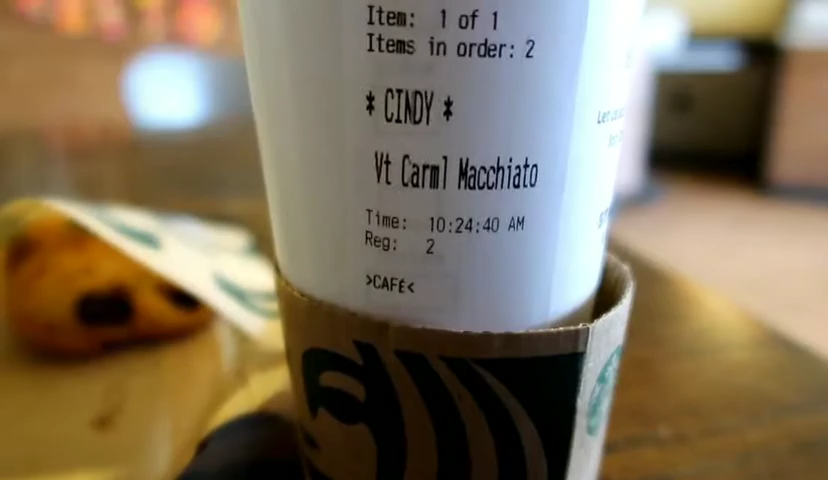 Item: 1 of 1
Items in order: 2
* CINDY *
Vt Carml Macchiato
Time: 10:24:40 AM
Reg: 2
>CAFE<